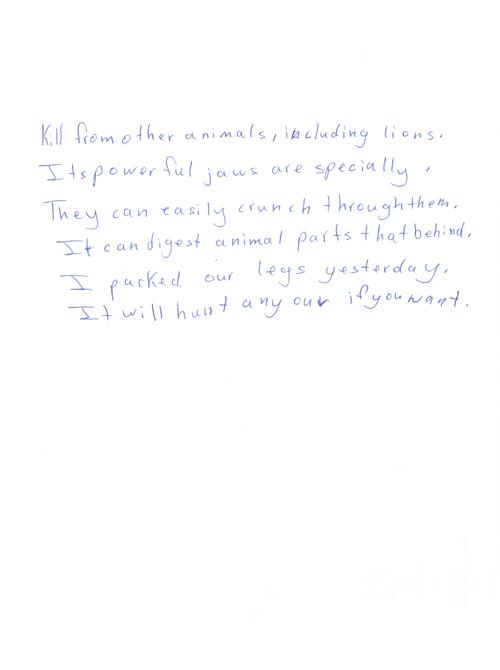 Kill from other animals, including lions.
Its powerful jaws are specially .
They can easily crunch through them.
It can digest animal parts that behind.
I packed our legs yesterday.
It will hunt any our if you want.